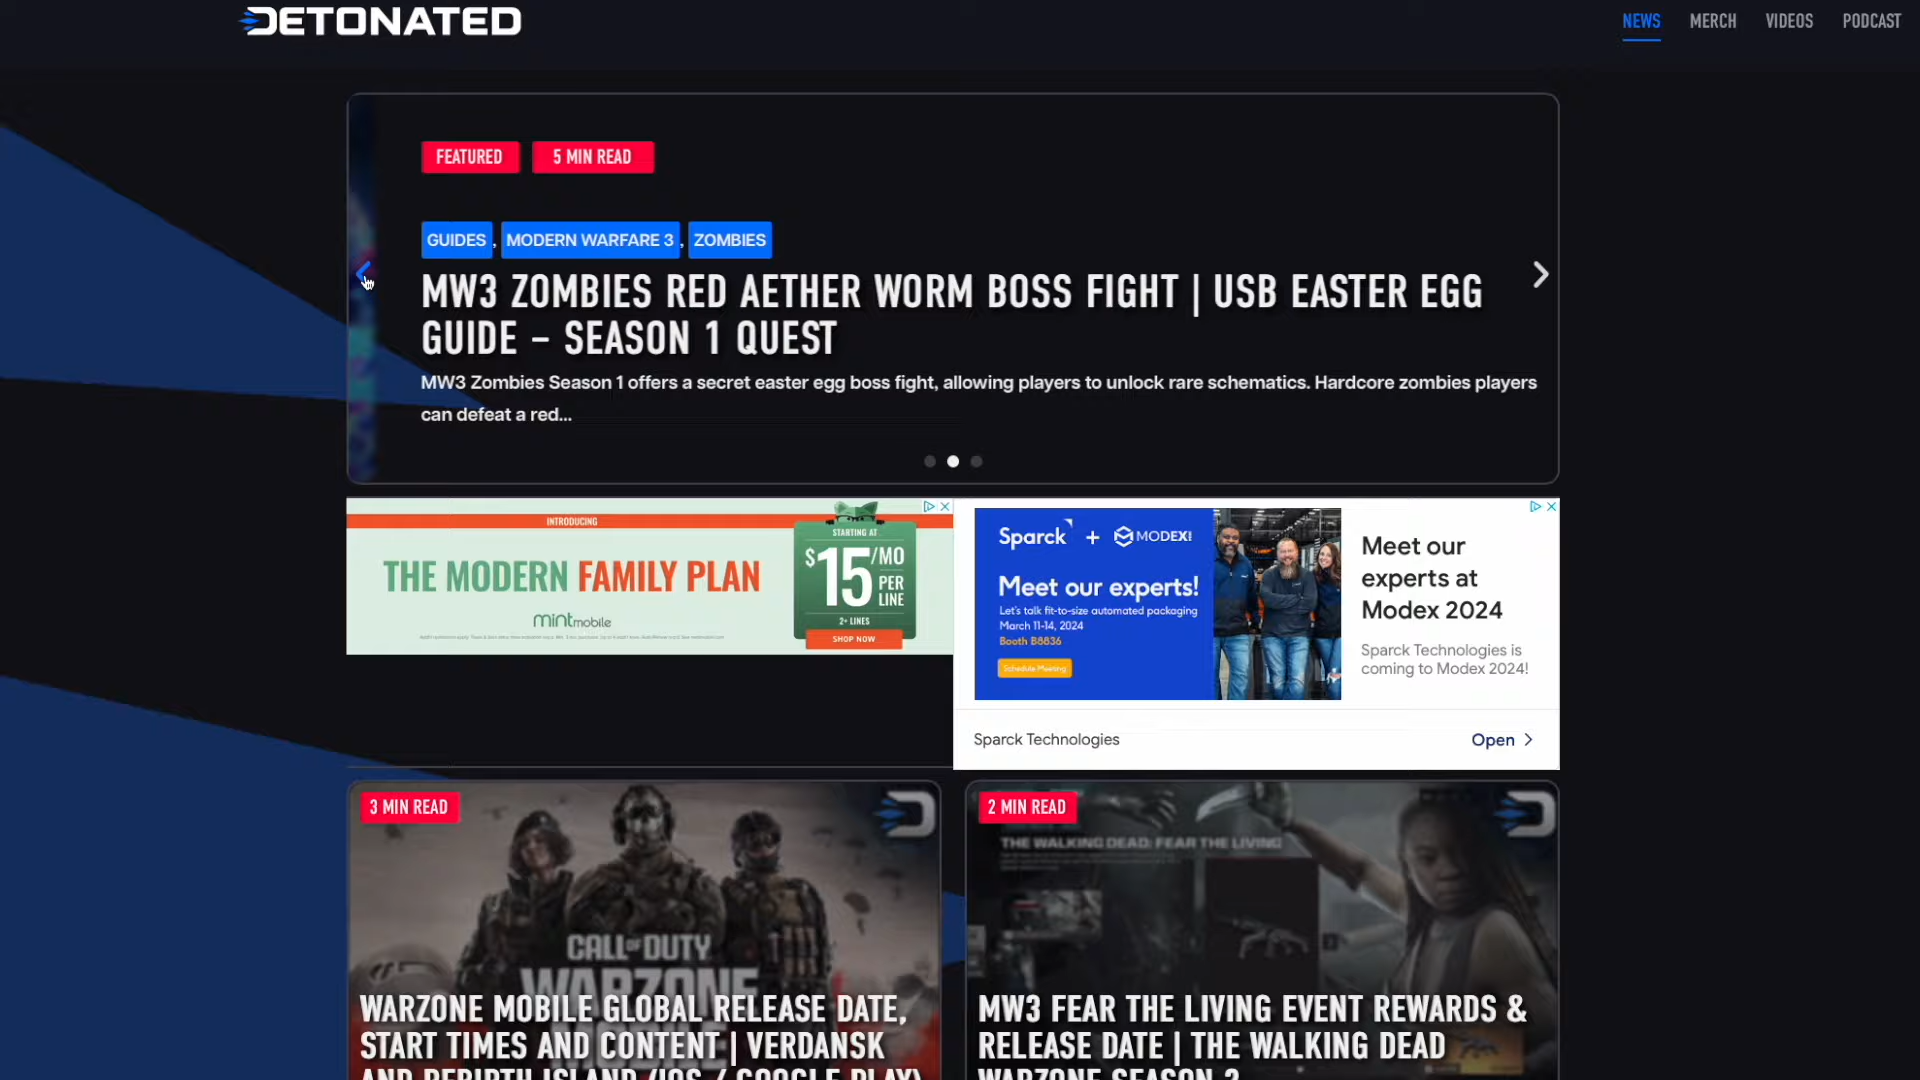 DETONATED
NEWS MERCH VIDEOS PODCAST
FEATURED 5 MIN READ
GUIDES , MODERN WARFARE 3 , ZOMBIES
MW3 ZOMBIES RED AETHER WORM BOSS FIGHT | USB EASTER EGG
GUIDE – SEASON 1 QUEST
MW3 Zombies Season 1 offers a secret easter egg boss fight, allowing players to unlock rare schematics. Hardcore zombies players
can defeat a red...
INTRODUCING
THE MODERN FAMILY PLAN
mint mobile
STARTING AT
$15/MO
PER
LINE
2+ LINES
SHOP NOW
Sparck + MODEX
Meet our experts!
Let's talk fit-to-size automated packaging
March 11-14, 2024
Booth B8836
Schedule Meeting
Meet our
experts at
Modex 2024
Sparck Technologies is
coming to Modex 2024!
Sparck Technologies
Open
3 MIN READ
CALL OF DUTY
WARZONE
WARZONE MOBILE GLOBAL RELEASE DATE,
START TIMES AND CONTENT | VERDANSK
AND REBIRTH ISLAND (IOS / GOOGLE PLAY)
2 MIN READ
THE WALKING DEAD: FEAR THE LIVING
MW3 FEAR THE LIVING EVENT REWARDS &
RELEASE DATE | THE WALKING DEAD
WARZONE SEASON 2